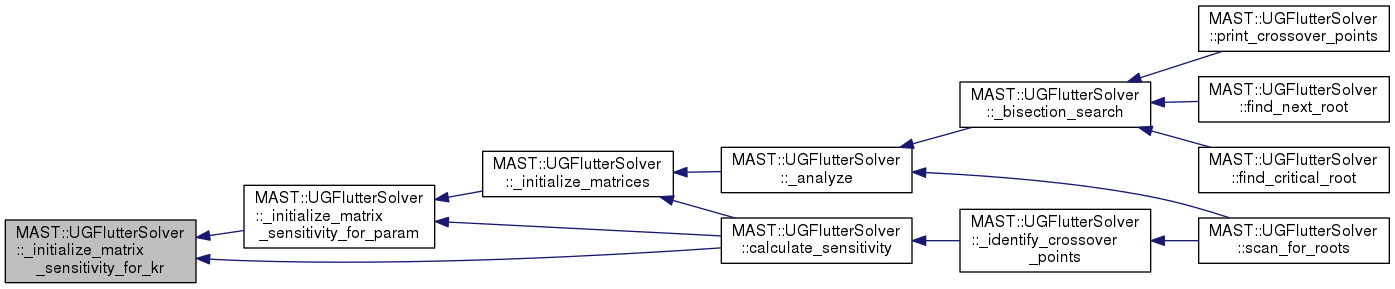 MAST::UGFlutterSolver
::_initialize_matrix
_sensitivity_for_kr
MAST::UGFlutterSolver
::_initialize_matrix
_sensitivity_for_param
MAST::UGFlutterSolver
::_initialize_matrices
MAST::UGFlutterSolver
::_analyze
MAST::UGFlutterSolver
::calculate_sensitivity
MAST::UGFlutterSolver
::_bisection_search
MAST::UGFlutterSolver
::_identify_crossover
_points
MAST::UGFlutterSolver
::print_crossover_points
MAST::UGFlutterSolver
::find_next_root
MAST::UGFlutterSolver
::find_critical_root
MAST::UGFlutterSolver
::scan_for_roots